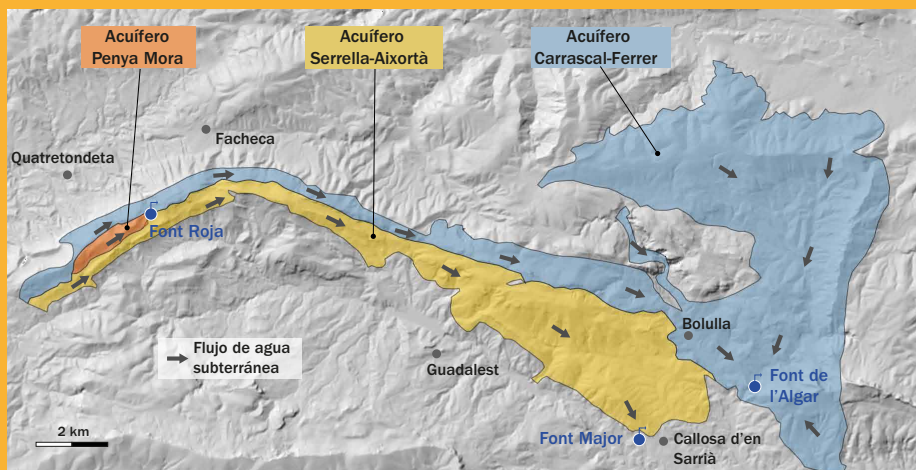 Acuífero
Penya Mora
Acuífero
Serrella-Aixortà
Acuífero
Carrascal-Ferrer
Facheca
Quatretondeta
Font Roja
Flujo de agua
subterránea
Guadalest
Bolulla
Font de
l'Algar
2 km
Font Major
Callosa d'en
Sarrià